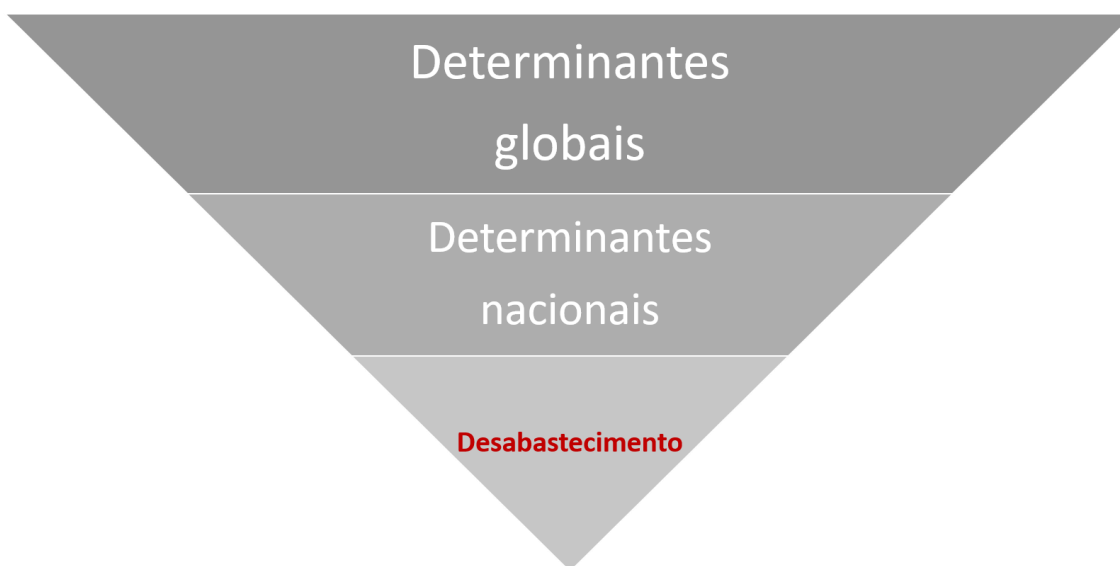 Determinantes
globais
Determinantes
nacionais
Desabastecimento